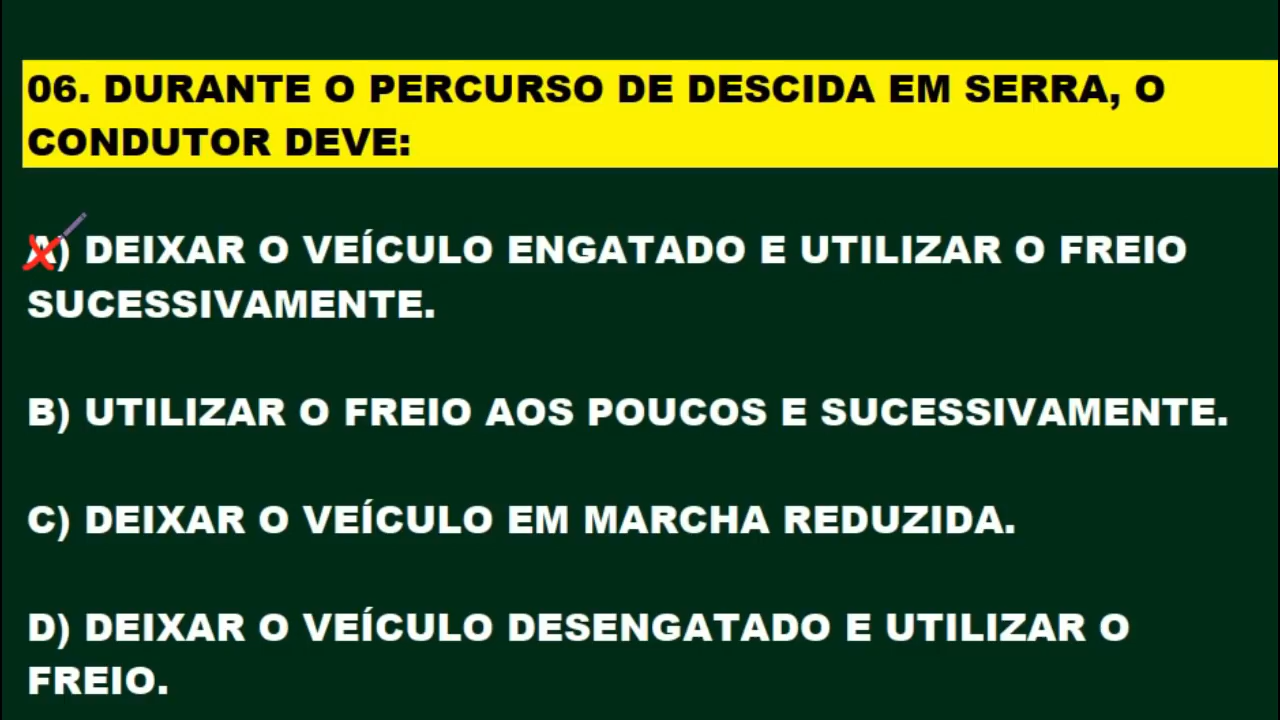 06. DURANTE O PERCURSO DE DESCIDA EM SERRA, O
CONDUTOR DEVE:
A) DEIXAR O VEÍCULO ENGATADO E UTILIZAR O FREIO
SUCESSIVAMENTE.
B) UTILIZAR O FREIO AOS POUCOS E SUCESSIVAMENTE.
C) DEIXAR O VEÍCULO EM MARCHA REDUZIDA.
D) DEIXAR O VEÍCULO DESENGATADO E UTILIZAR O
FREIO.